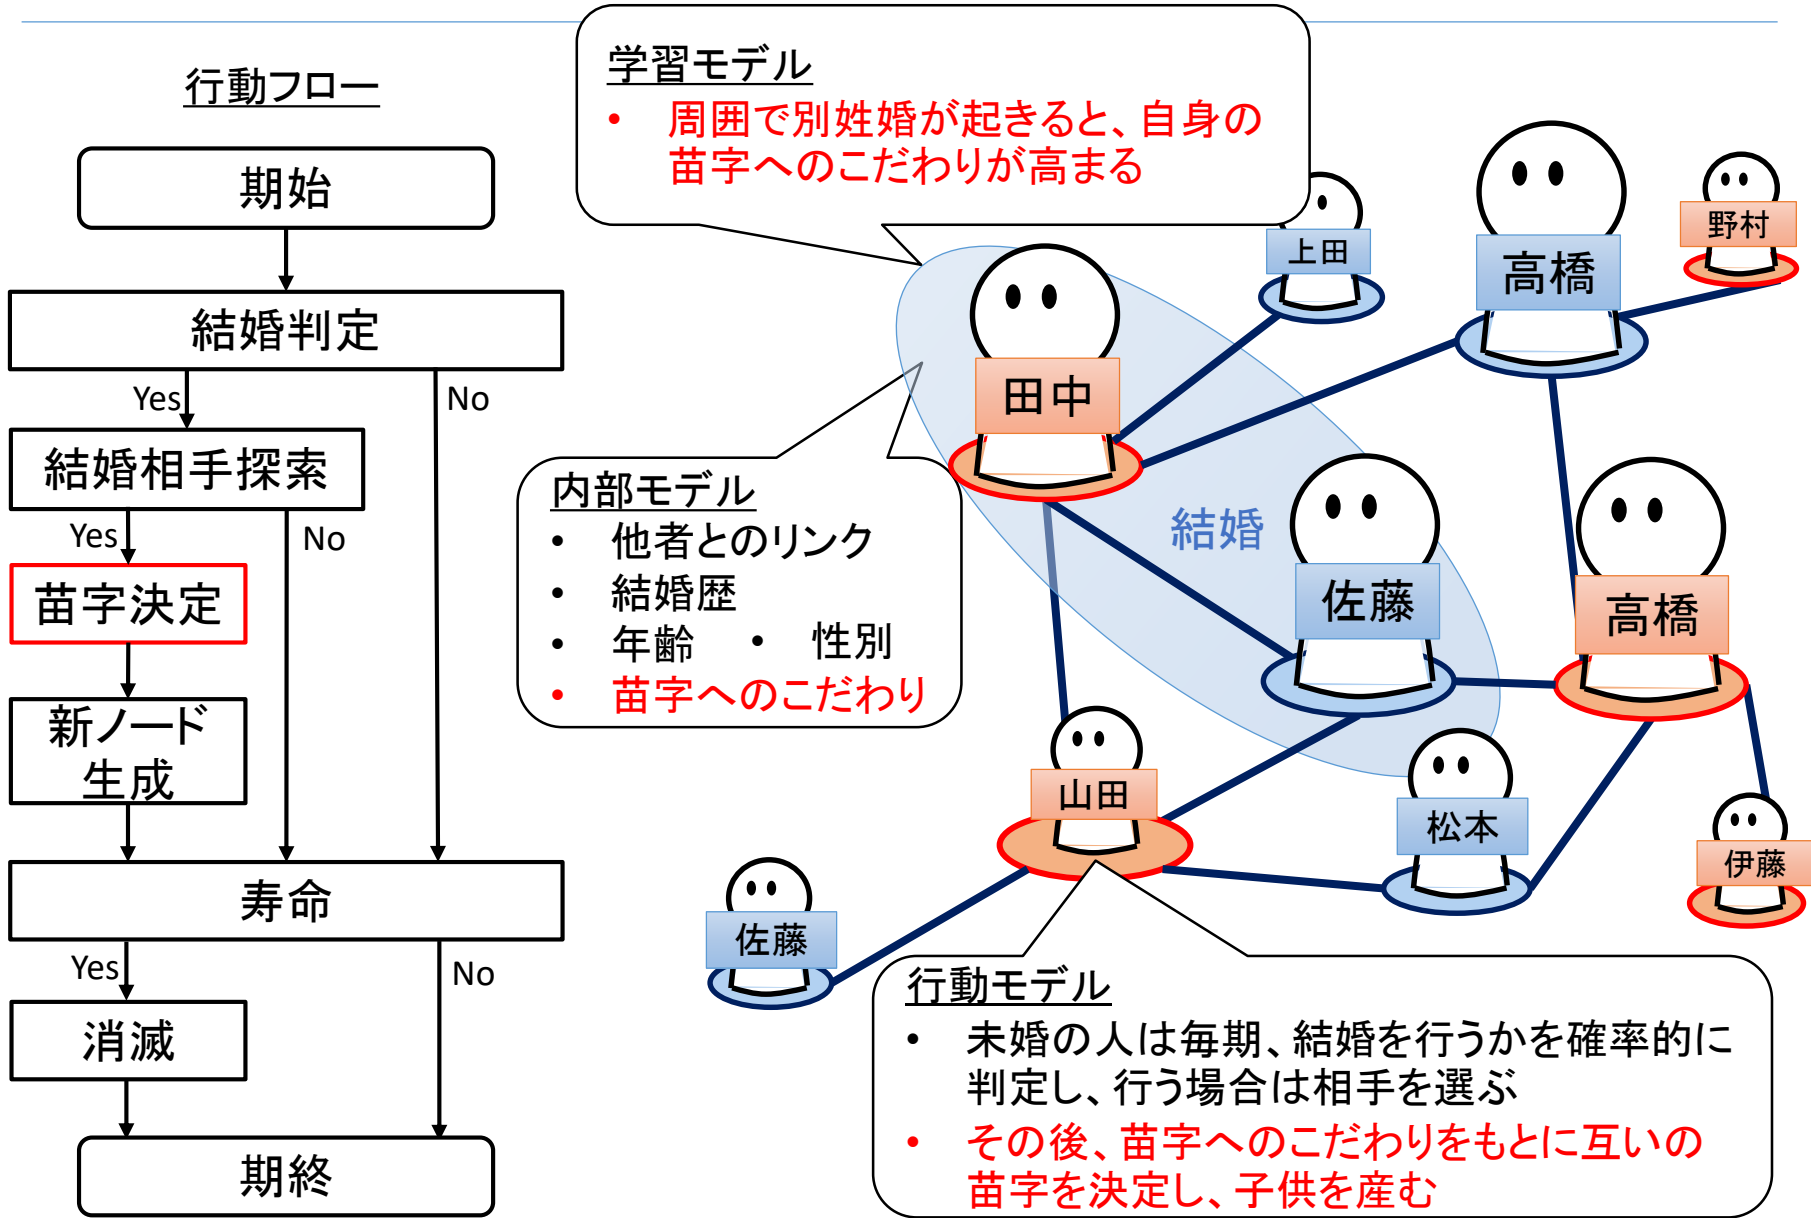 行動フロー
期始
結婚判定
Yes
No
結婚相手探索
Yes
No
苗字決定
新ノード
生成
寿命
Yes
No
消滅
期終
学習モデル
• 周囲で別姓婚が起きると、自身の
苗字へのこだわりが高まる
内部モデル
• 他者とのリンク
• 結婚歴
• 年齢 • 性別
• 苗字へのこだわり
上田
高橋
野村
田中
結婚
佐藤
高橋
山田
松本
伊藤
佐藤
行動モデル
• 未婚の人は毎期、結婚を行うかを確率的に
判定し、行う場合は相手を選ぶ
• その後、苗字へのこだわりをもとに互いの
苗字を決定し、子供を産む